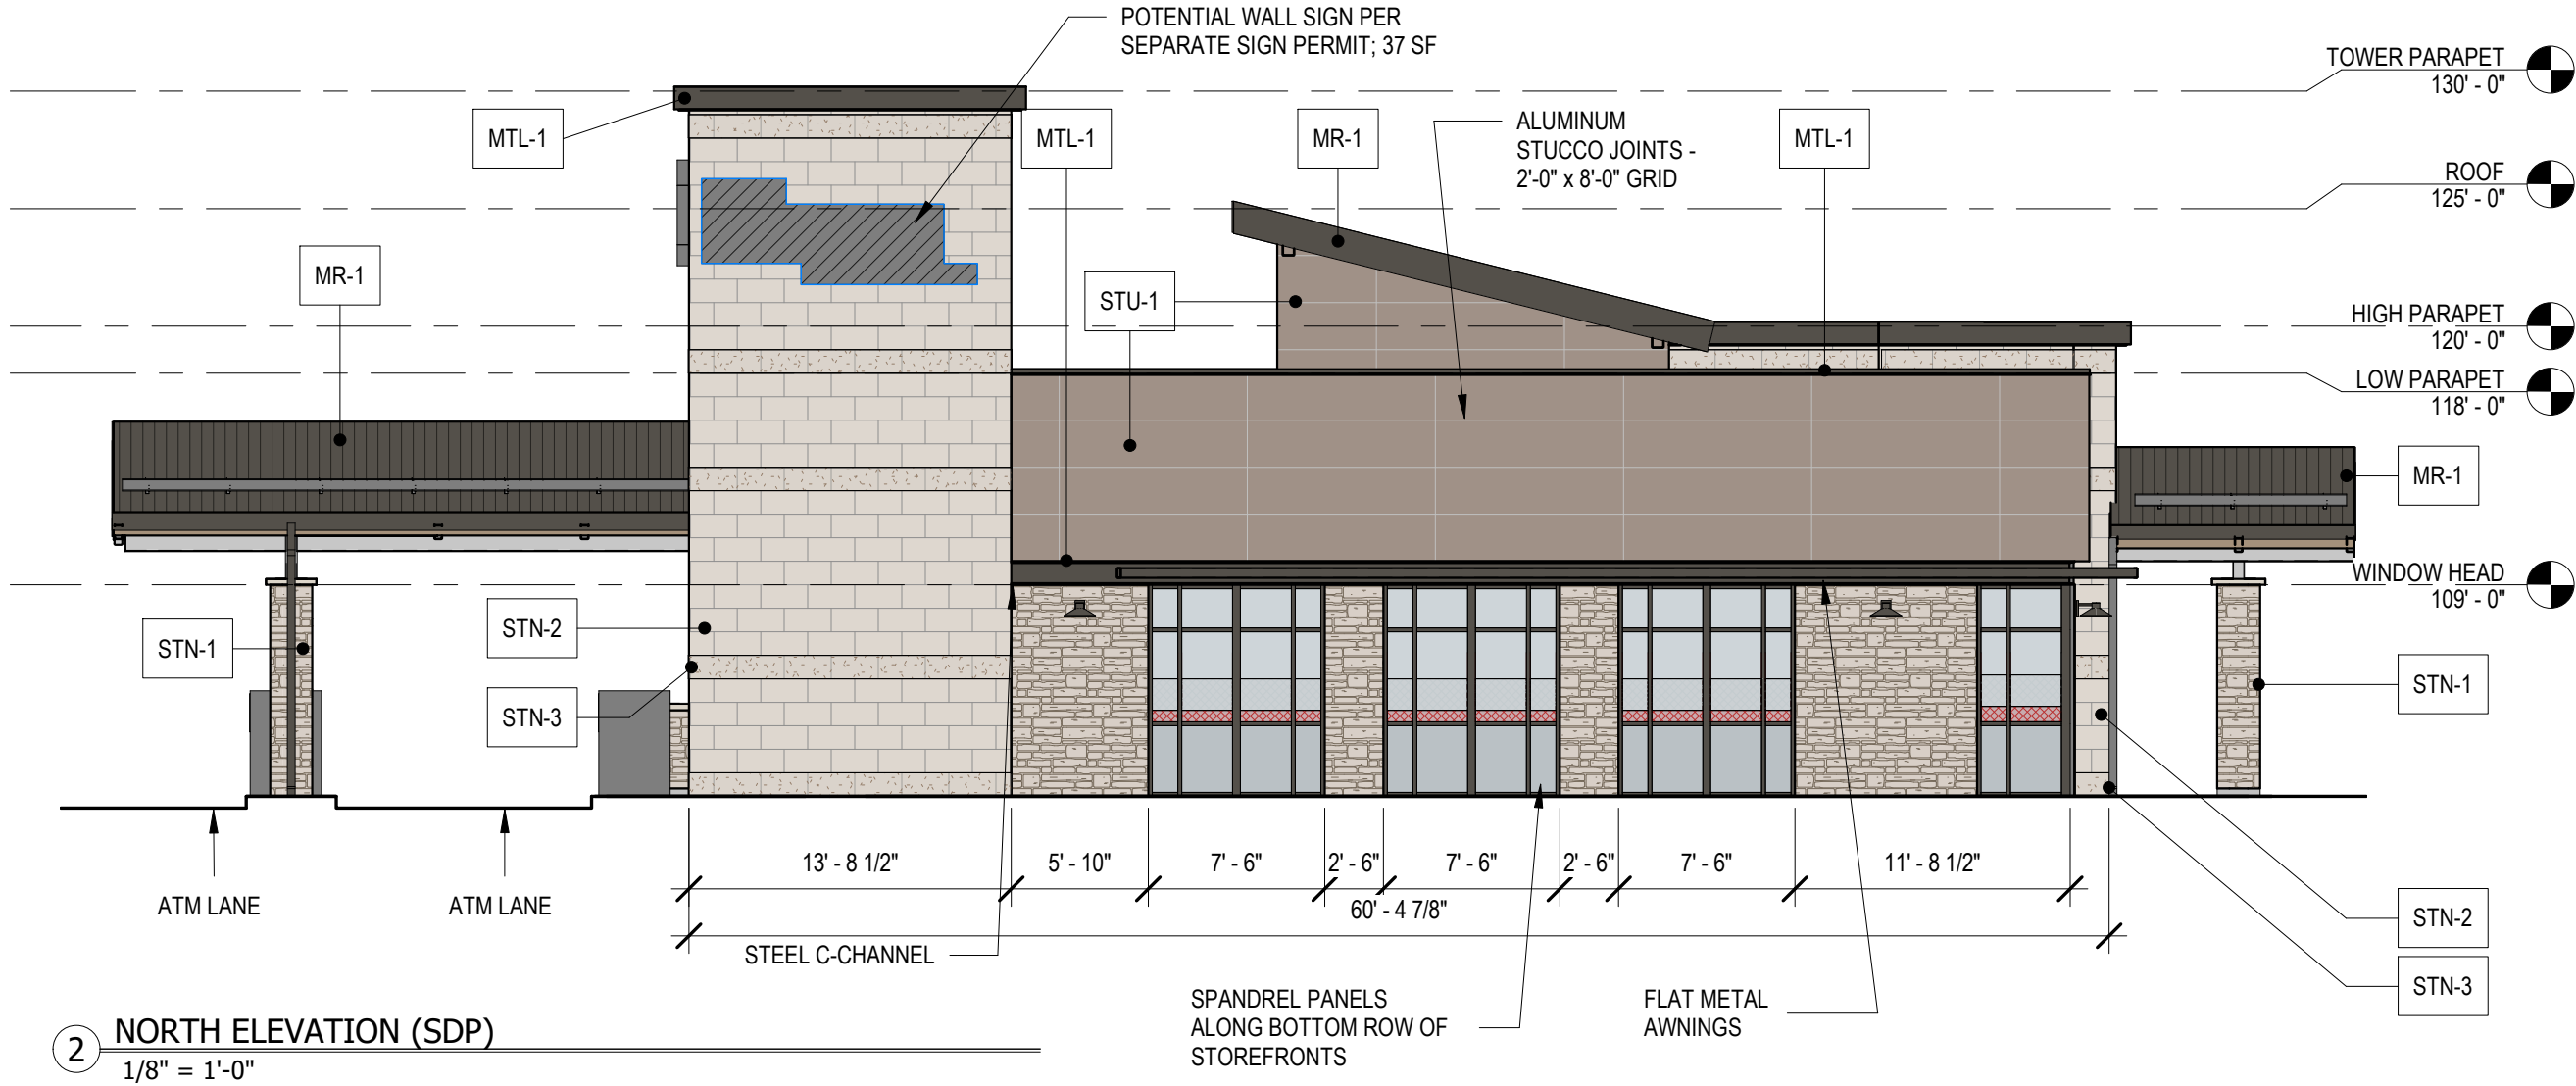 POTENTIAL WALL SIGN PER
SEPARATE SIGN PERMIT; 37 SF
TOWER PARAPET
130' - 0"
MTL-1
MTL-1
MR-1
ALUMINUM
STUCCO JOINTS -
2'-0" x 8'-0" GRID
MTL-1
ROOF
125' - 0"
MR-1
STU-1
HIGH PARAPET
120' - 0"
LOW PARAPET
118' - 0"
MR-1
WINDOW HEAD
109' - 0"
STN-1
STN-2
STN-3
STN-1
13' - 8 1/2"
5' - 10"
7' - 6"
2' - 6"
7' - 6"
2' - 6"
7' - 6"
11' - 8 1/2"
60' - 4 7/8"
ATM LANE
ATM LANE
STN-2
STEEL C-CHANNEL
STN-3
SPANDREL PANELS
ALONG BOTTOM ROW OF
STOREFRONTS
FLAT METAL
AWNINGS
2
NORTH ELEVATION (SDP)
1/8" = 1'-0"